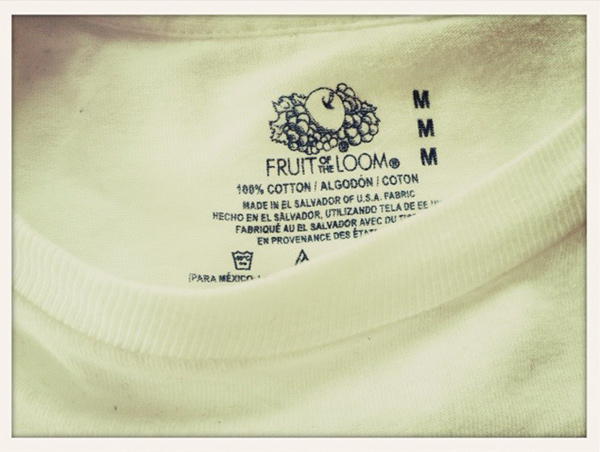 M
M
M
FRUIT OF THE LOOM®
100% COTTON / ALGODÓN / COTON
MADE IN EL SALVADOR OF U.S.A. FABRIC
HECHO EN EL SALVADOR, UTILIZANDO TELA DE EE
FABRIQUÉ AU EL SALVADOR AVEC DU
EN PROVENANCE DES
(PARA MÉXICO